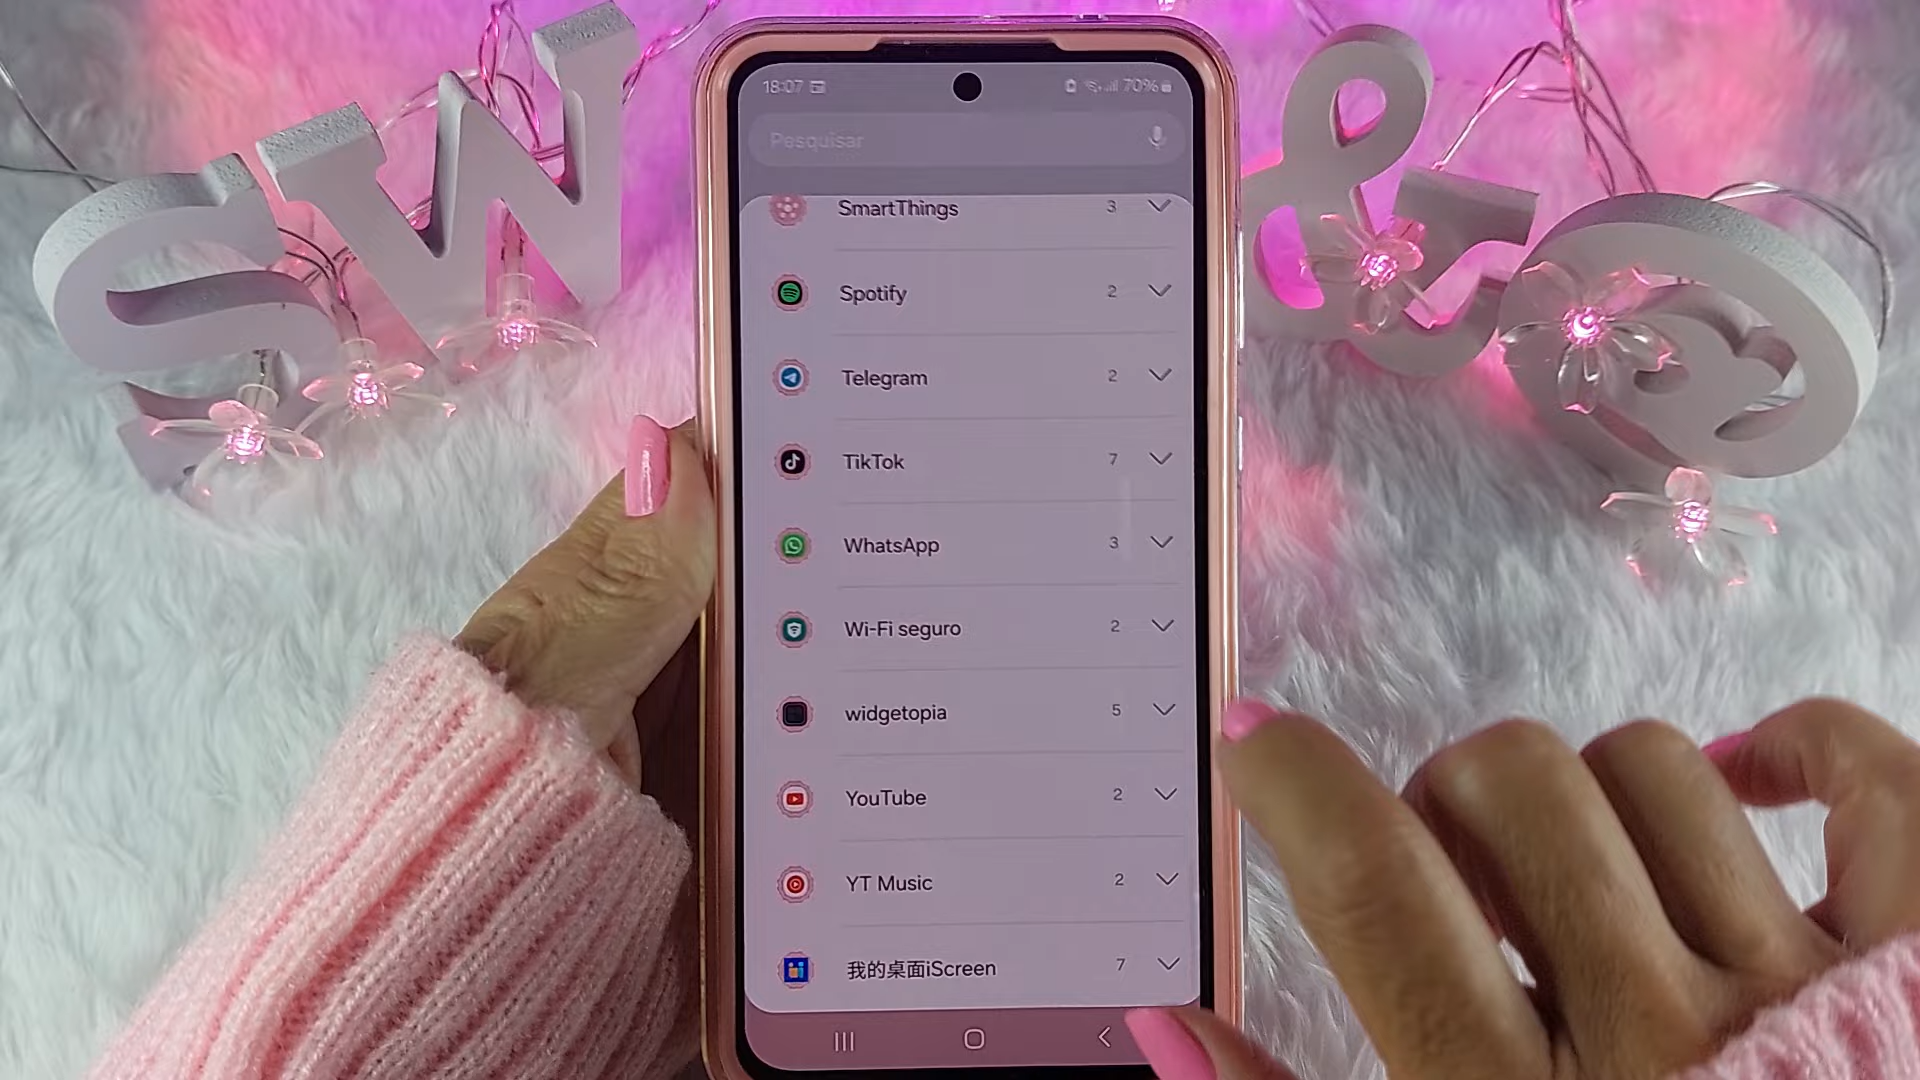 SW &
18:07
70%
Pesquisar
SmartThings 3
Spotify 2
Telegram 2
TikTok 7
WhatsApp 3
Wi-Fi seguro 2
widgetopia 5
YouTube 2
YT Music 2
我的桌面iScreen 7